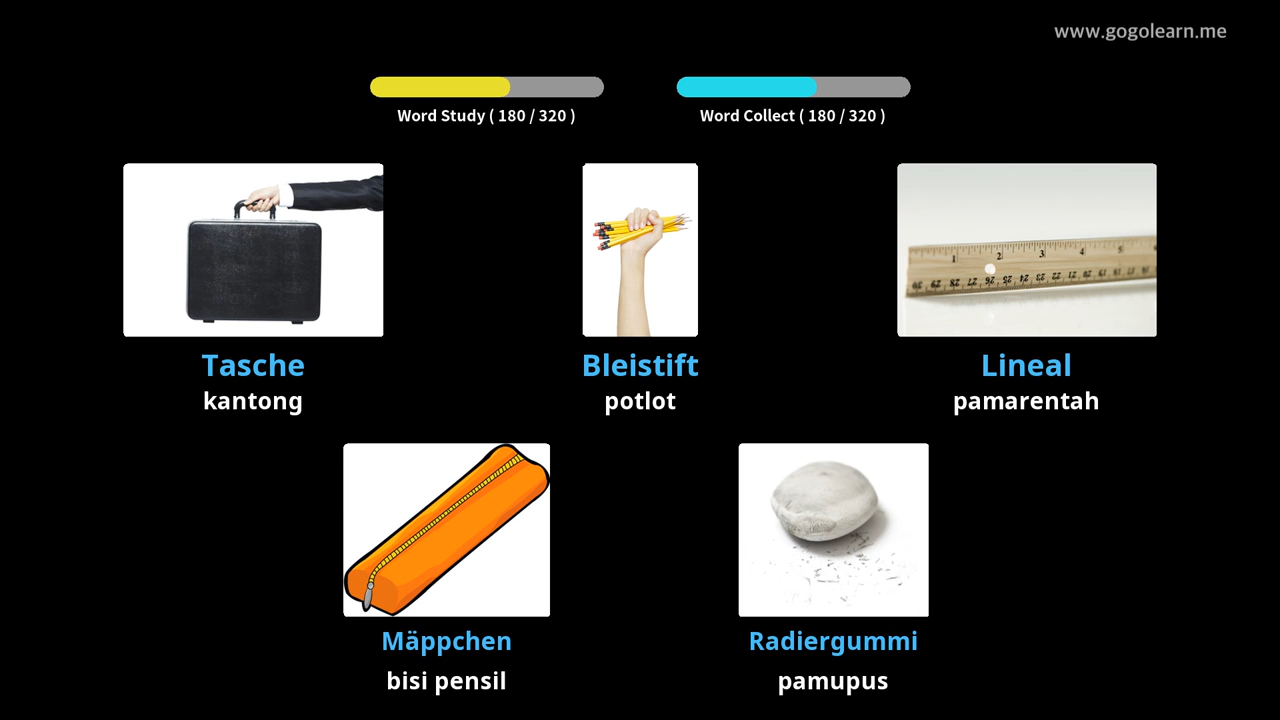 www.gogolearn.me
Word Study ( 180 / 320 )
Word Collect ( 180 / 320 )
Tasche
kantong
Bleistift
potlot
Lineal
pamarentah
Mäppchen
bisi pensil
Radiergummi
pamupus